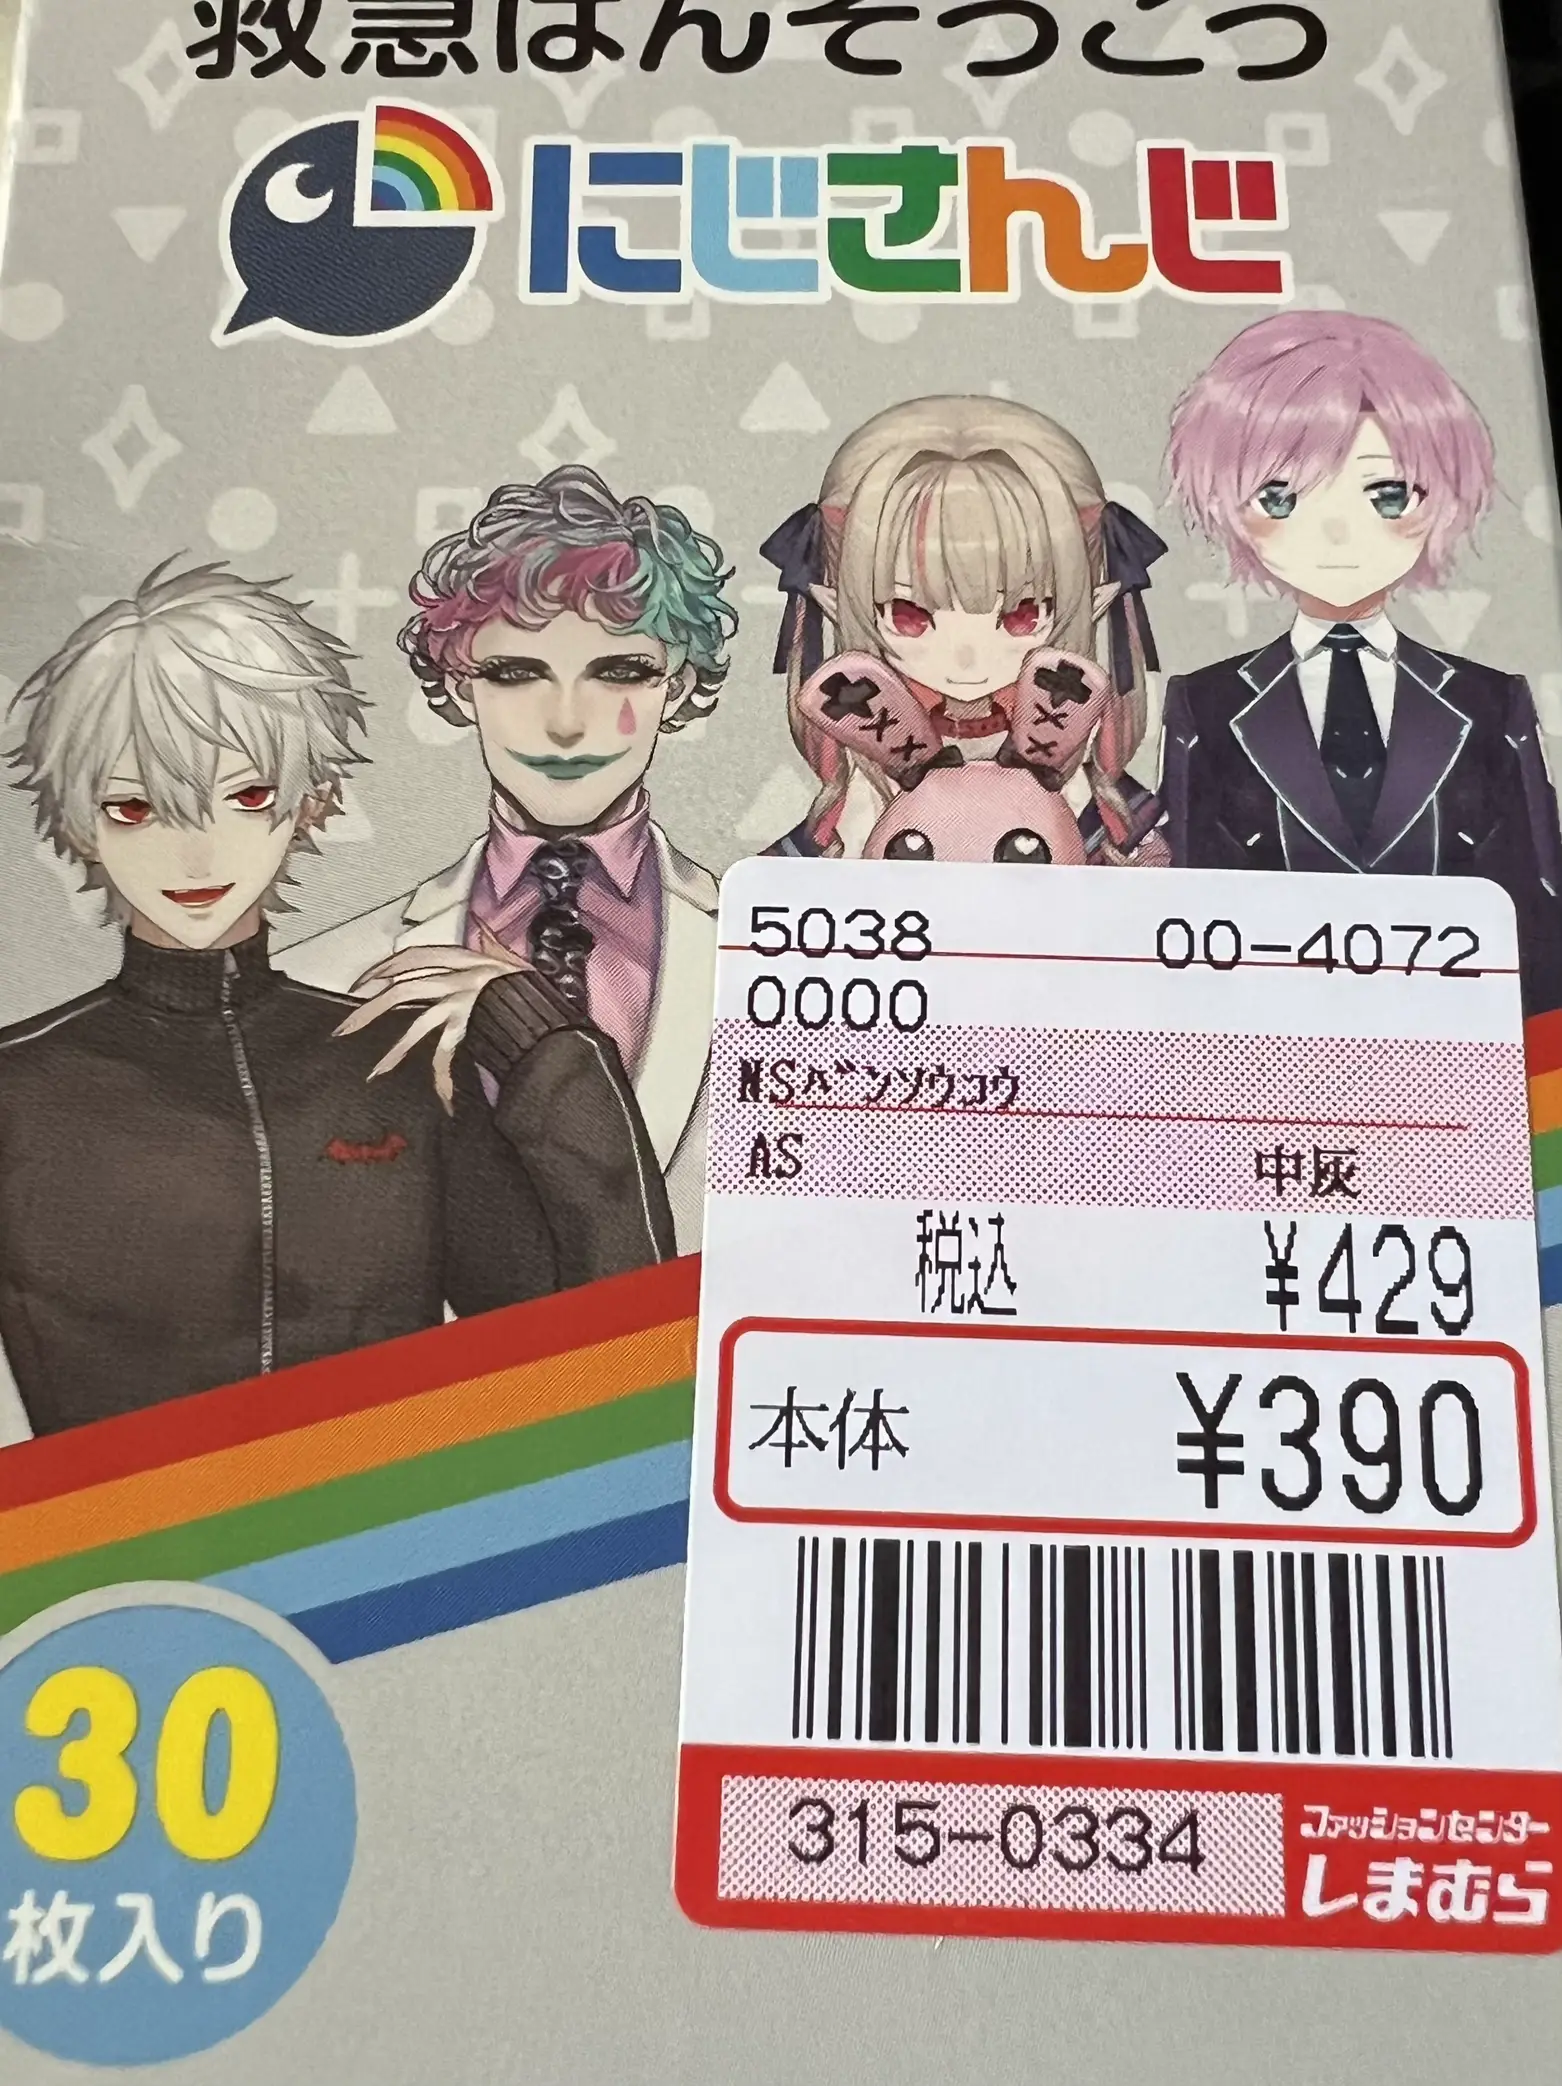 救急ばんそうこう
にじさんじ
5038 00-4072
0000
NSバンソウコウ
AS 中灰
税込 ¥429
本体 ¥390
315-0334
ファッションセンター
しまむら
30
枚入り